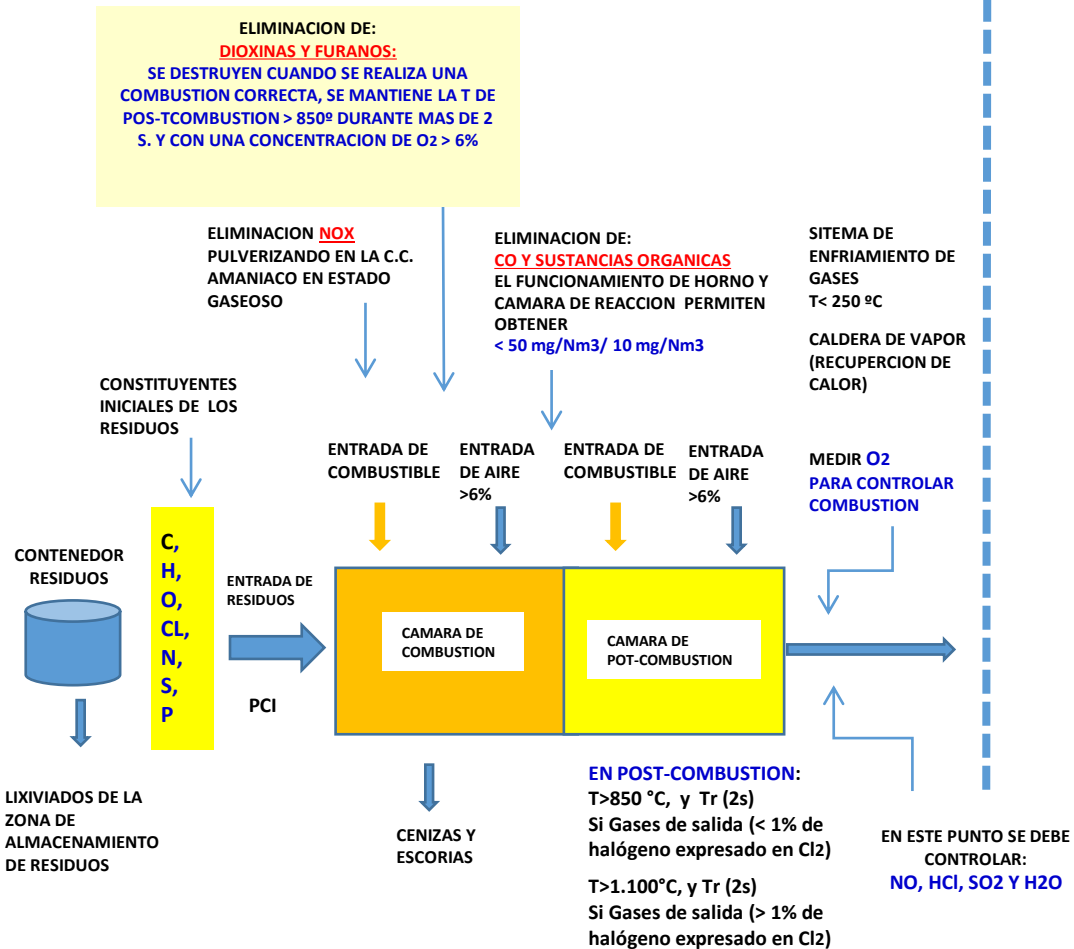 ELIMINACION DE:
DIOXINAS Y FURANOS:
SE DESTRUYEN CUANDO SE REALIZA UNA
COMBUSTION CORRECTA, SE MANTIENE LA T DE
POS-TCOMBUSTION > 850º DURANTE MAS DE 2
S. Y CON UNA CONCENTRACION DE O2 > 6%
ELIMINACION NOX
PULVERIZANDO EN LA C.C.
AMANIACO EN ESTADO
GASEOSO
ELIMINACION DE:
CO Y SUSTANCIAS ORGANICAS
EL FUNCIONAMIENTO DE HORNO Y
CAMARA DE REACCION PERMITEN
OBTENER
< 50 mg/Nm3/ 10 mg/Nm3
SITEMA DE
ENFRIAMIENTO DE
GASES
T< 250 ºC
CALDERA DE VAPOR
(RECUPERCION DE
CALOR)
CONSTITUYENTES
INICIALES DE LOS
RESIDUOS
ENTRADA DE
COMBUSTIBLE
ENTRADA
DE AIRE
>6%
ENTRADA DE
COMBUSTIBLE
ENTRADA
DE AIRE
>6%
MEDIR O2
PARA CONTROLAR
COMBUSTION
CONTENEDOR
RESIDUOS
C,
H,
O,
CL,
N,
S,
P
ENTRADA DE
RESIDUOS
PCI
CAMARA DE
COMBUSTION
CAMARA DE
POT-COMBUSTION
LIXIVIADOS DE LA
ZONA DE
ALMACENAMIENTO
DE RESIDUOS
CENIZAS Y
ESCORIAS
EN POST-COMBUSTION:
T>850 °C, y Tr (2s)
Si Gases de salida (< 1% de
halógeno expresado en Cl2)
T>1.100°C, y Tr (2s)
Si Gases de salida (> 1% de
halógeno expresado en Cl2)
EN ESTE PUNTO SE DEBE
CONTROLAR:
NO, HCl, SO2 Y H2O